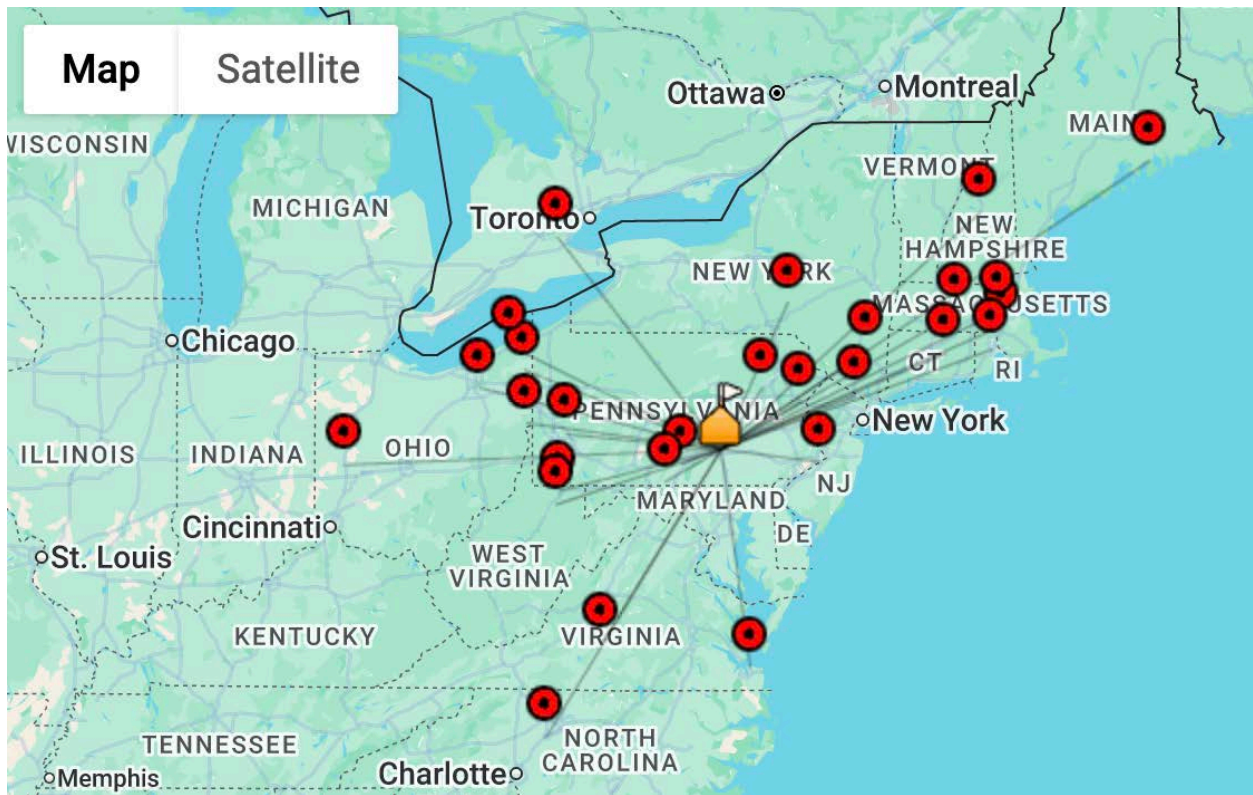 Map
Satellite
Ottawa
Montreal
MAIN
WISCONSIN
VERMONT
MICHIGAN
Toronto
NEW
HAMPSHIRE
NEW YORK
MASSACHUSETTS
Chicago
CT
RI
PENNSYLVANIA
New York
ILLINOIS
INDIANA
OHIO
NJ
MARYLAND
Cincinnati
DE
St. Louis
WEST
VIRGINIA
KENTUCKY
VIRGINIA
TENNESSEE
NORTH
CAROLINA
Memphis
Charlotte